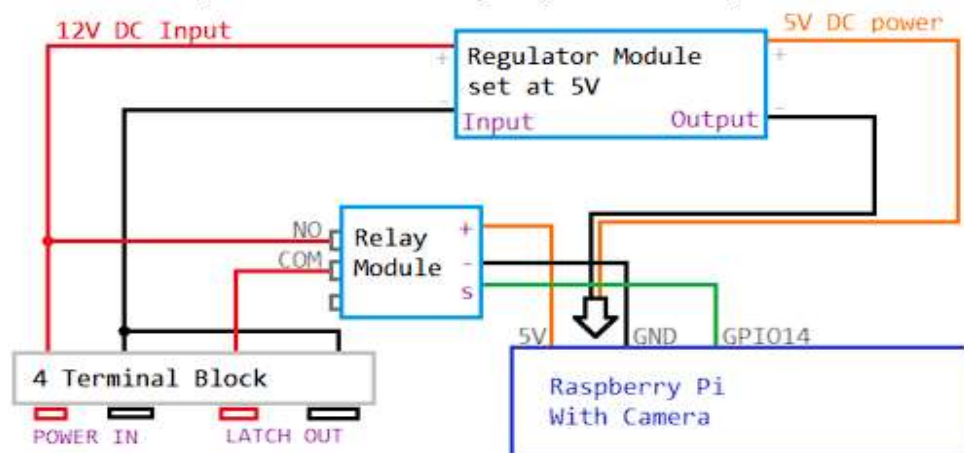 12V DC Input
5V DC power
+
+
Regulator Module
set at 5V
-
-
Input
Output
NO
COM
Relay
Module
+
-
s
5V
GND
GPIO14
4 Terminal Block
Raspberry Pi
With Camera
POWER IN
LATCH OUT